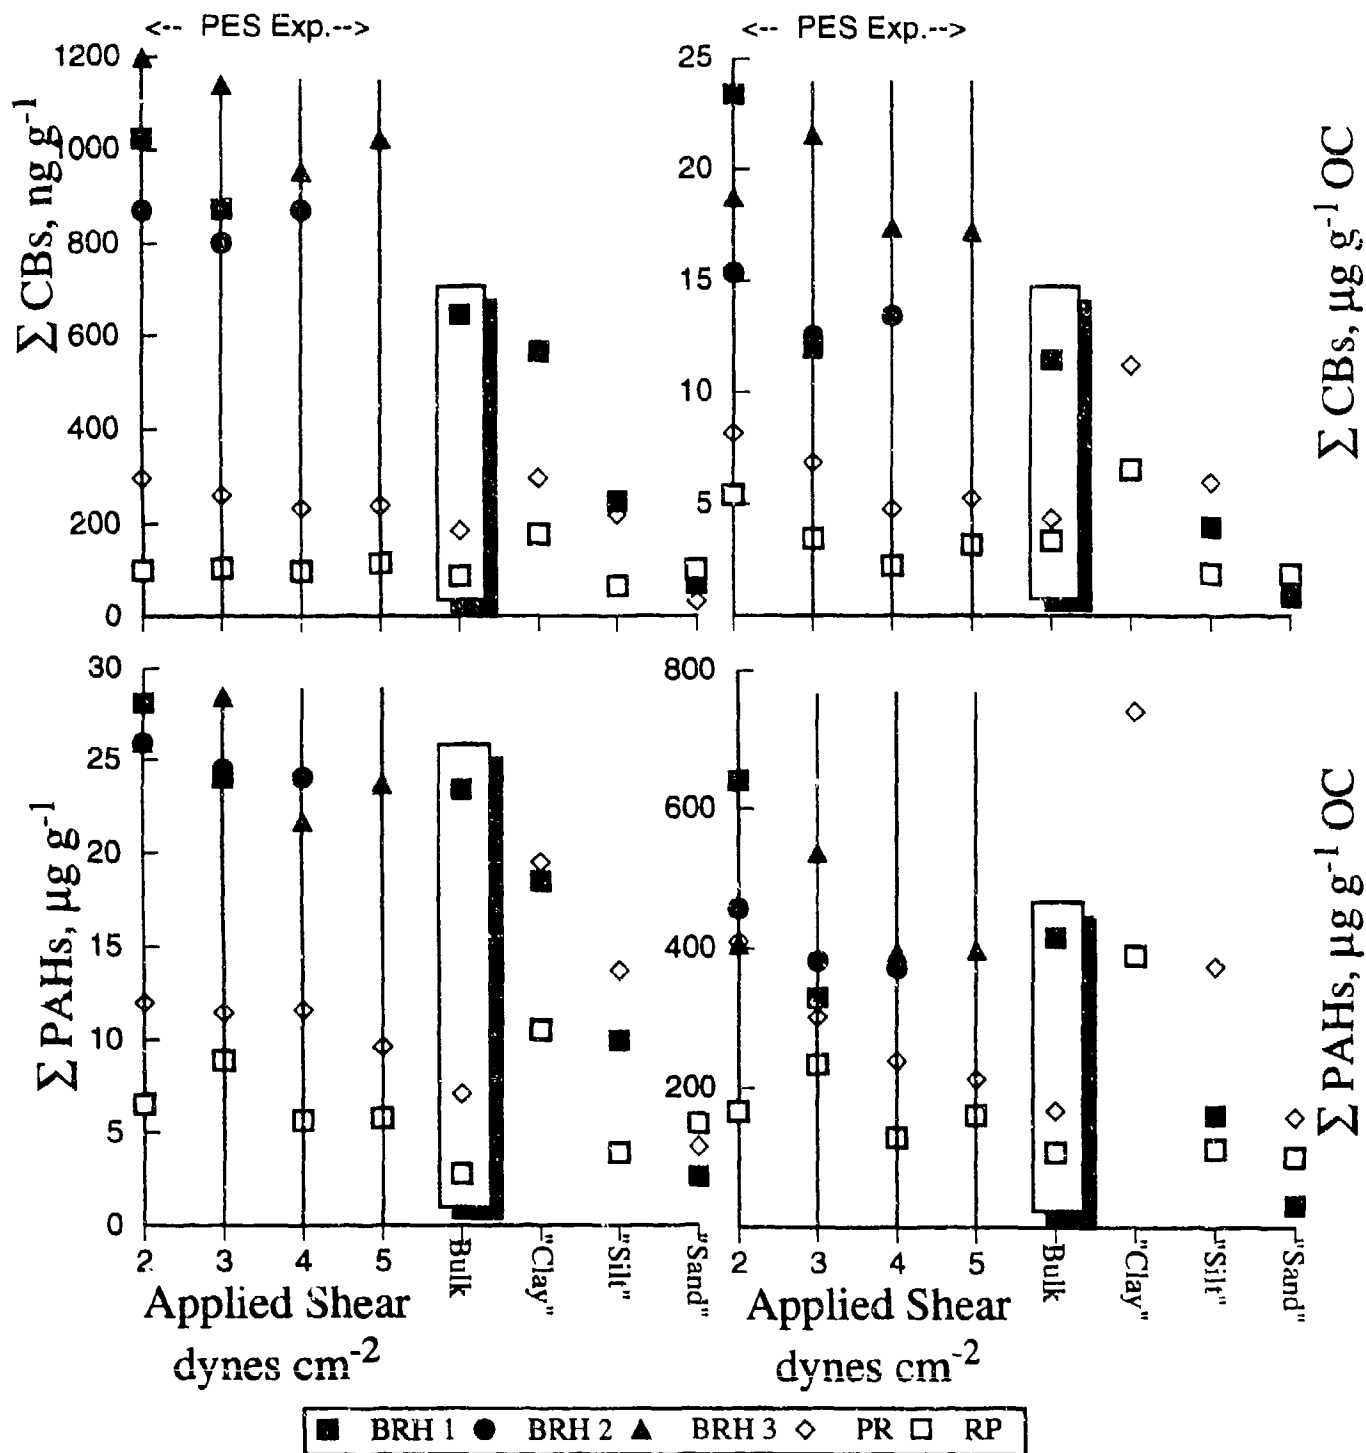 <-- PES Exp.-->
<-- PES Exp.-->
1200
1000
800
600
400
200
0
∑ CBs, ng g-1
25
20
15
10
5
∑ CBs, µg g-1 OC
30
25
20
15
10
5
0
∑ PAHs, µg g-1
800
600
400
200
∑ PAHs, µg g-1 OC
2 3 4 5 Bulk "Clay" "Silt" "Sand"
2 3 4 5 Bulk "Clay" "Silt" "Sand"
Applied Shear
dynes cm-2
Applied Shear
dynes cm-2
■ BRH 1 ● BRH 2 ▲ BRH 3 ◇ PR □ RP